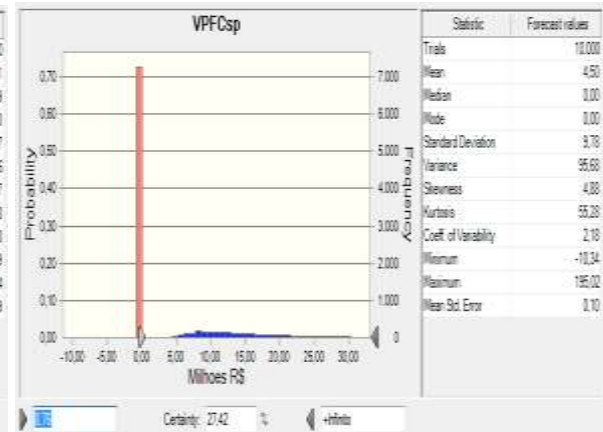 VPFCsp
Statistic Forecast values
Trials 10.000
Mean 4,50
Median 0,00
Mode 0,00
Standard Deviation 9,78
Variance 95,68
Skewness 4,88
Kurtosis 55,28
Coeff. of Variability 2,18
Minimum -10,34
Maximum 195,02
Mean Std. Error 0,10
Probability
0,70
0,60
0,50
0,40
0,30
0,20
0,10
0,00
7.000
6.000
5.000
4.000
3.000
2.000
1.000
0
Frequency
-10,00 -5,00 0,00 5,00 10,00 15,00 20,00 25,00 30,00
Milhoes R$
Certainty: 27,42 % +Infinito